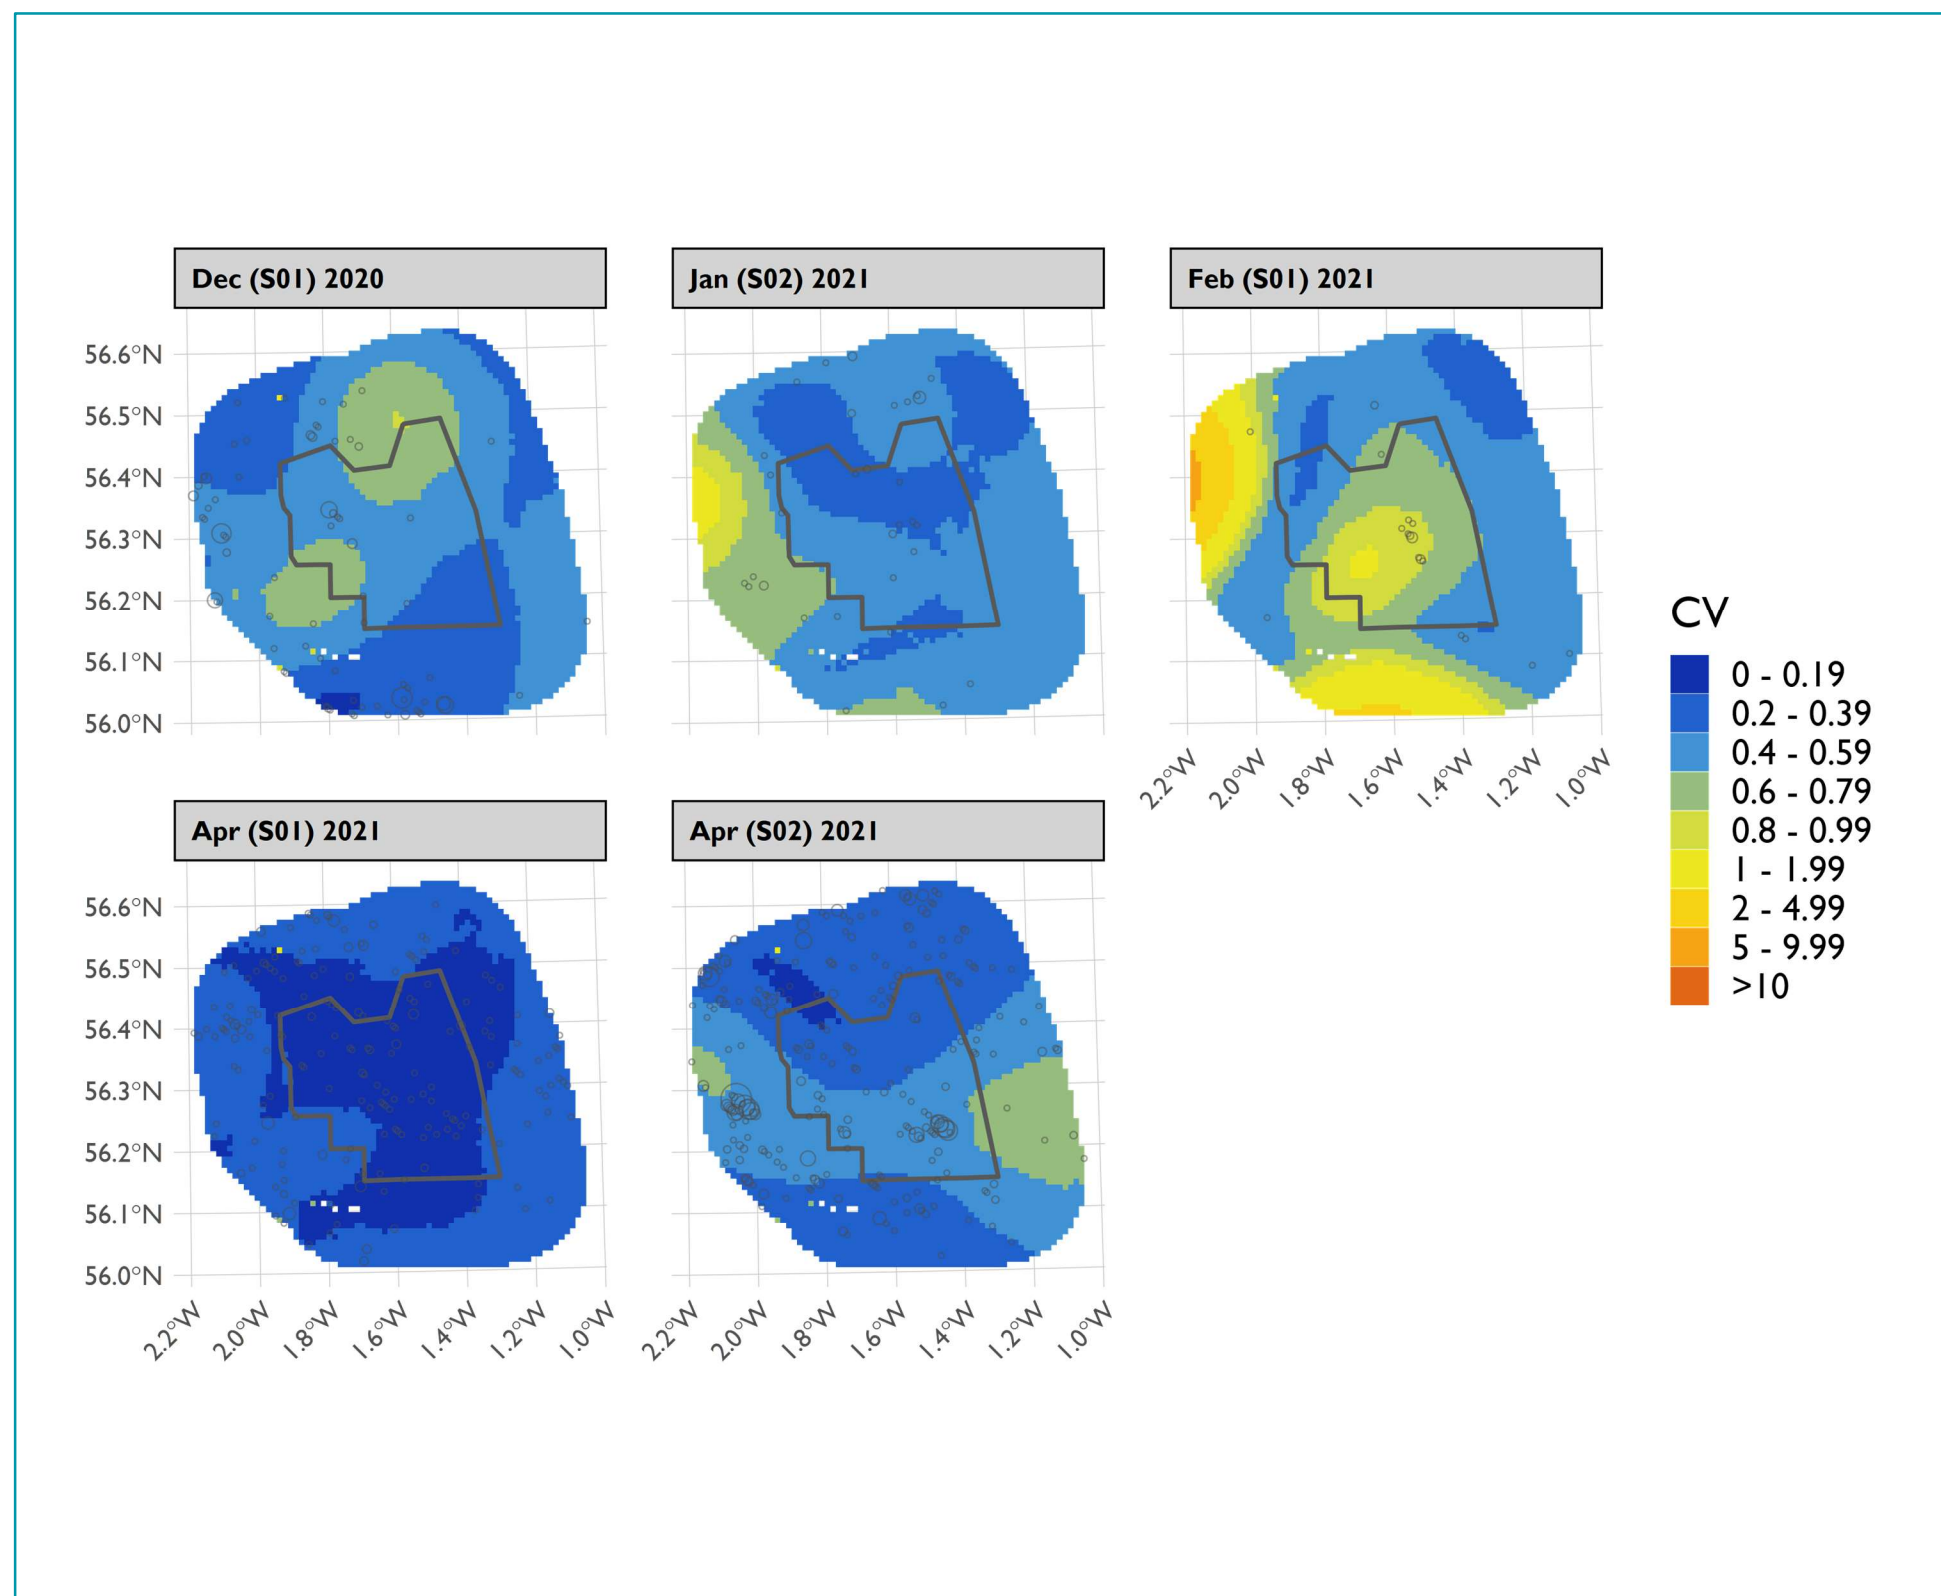 Dec (S01) 2020
Jan (S02) 2021
Feb (S01) 2021
56.6°N
56.5°N
56.4°N
56.3°N
56.2°N
56.1°N
56.0°N
2.2°W
2.0°W
1.8°W
1.6°W
1.4°W
1.2°W
1.0°W
CV
0 - 0.19
0.2 - 0.39
0.4 - 0.59
0.6 - 0.79
0.8 - 0.99
1 - 1.99
2 - 4.99
5 - 9.99
>10
Apr (S01) 2021
Apr (S02) 2021
56.6°N
56.5°N
56.4°N
56.3°N
56.2°N
56.1°N
56.0°N
2.2°W
2.0°W
1.8°W
1.6°W
1.4°W
1.2°W
1.0°W
2.2°W
2.0°W
1.8°W
1.6°W
1.4°W
1.2°W
1.0°W